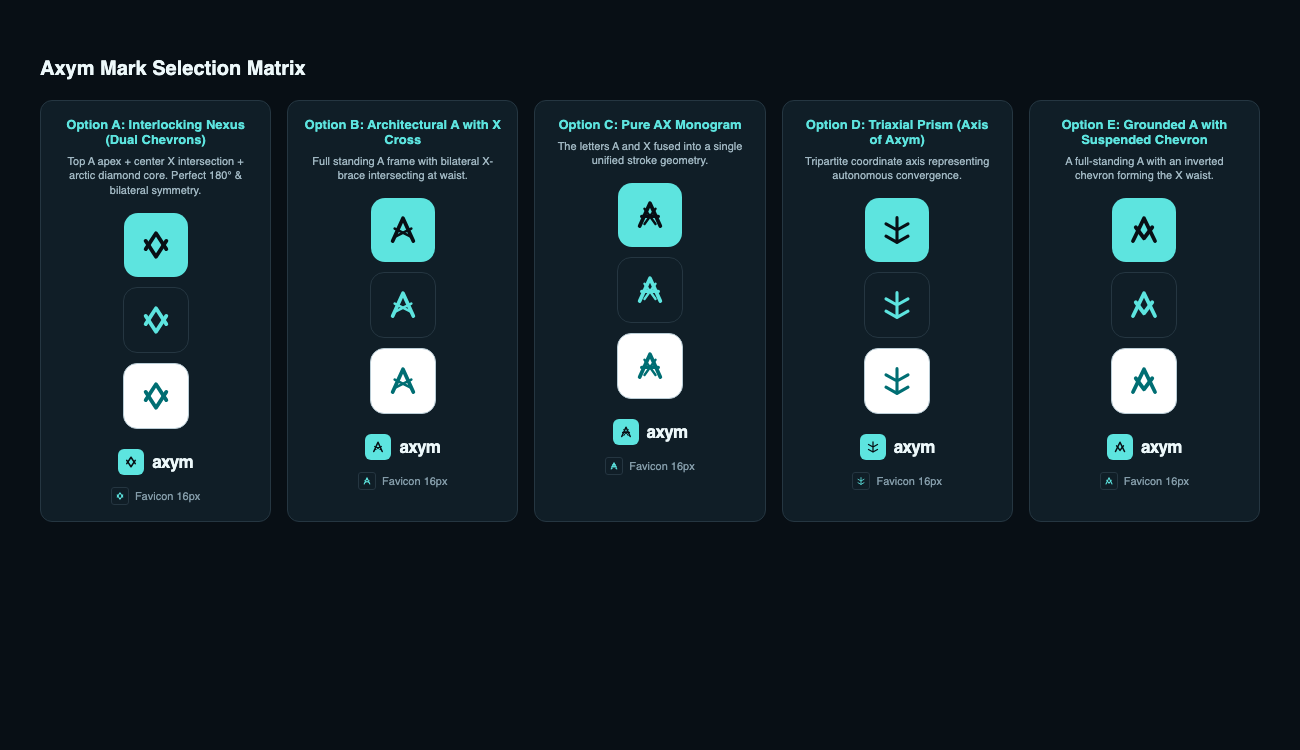 Axym Mark Selection Matrix
Option A: Interlocking Nexus
(Dual Chevrons)
Top A apex + center X intersection +
arctic diamond core. Perfect 180° &
bilateral symmetry.
axym
Favicon 16px
Option B: Architectural A with X
Cross
Full standing A frame with bilateral X-
brace intersecting at waist.
axym
Favicon 16px
Option C: Pure AX Monogram
The letters A and X fused into a single
unified stroke geometry.
axym
Favicon 16px
Option D: Triaxial Prism (Axis
of Axym)
Tripartite coordinate axis representing
autonomous convergence.
axym
Favicon 16px
Option E: Grounded A with
Suspended Chevron
A full-standing A with an inverted
chevron forming the X waist.
axym
Favicon 16px